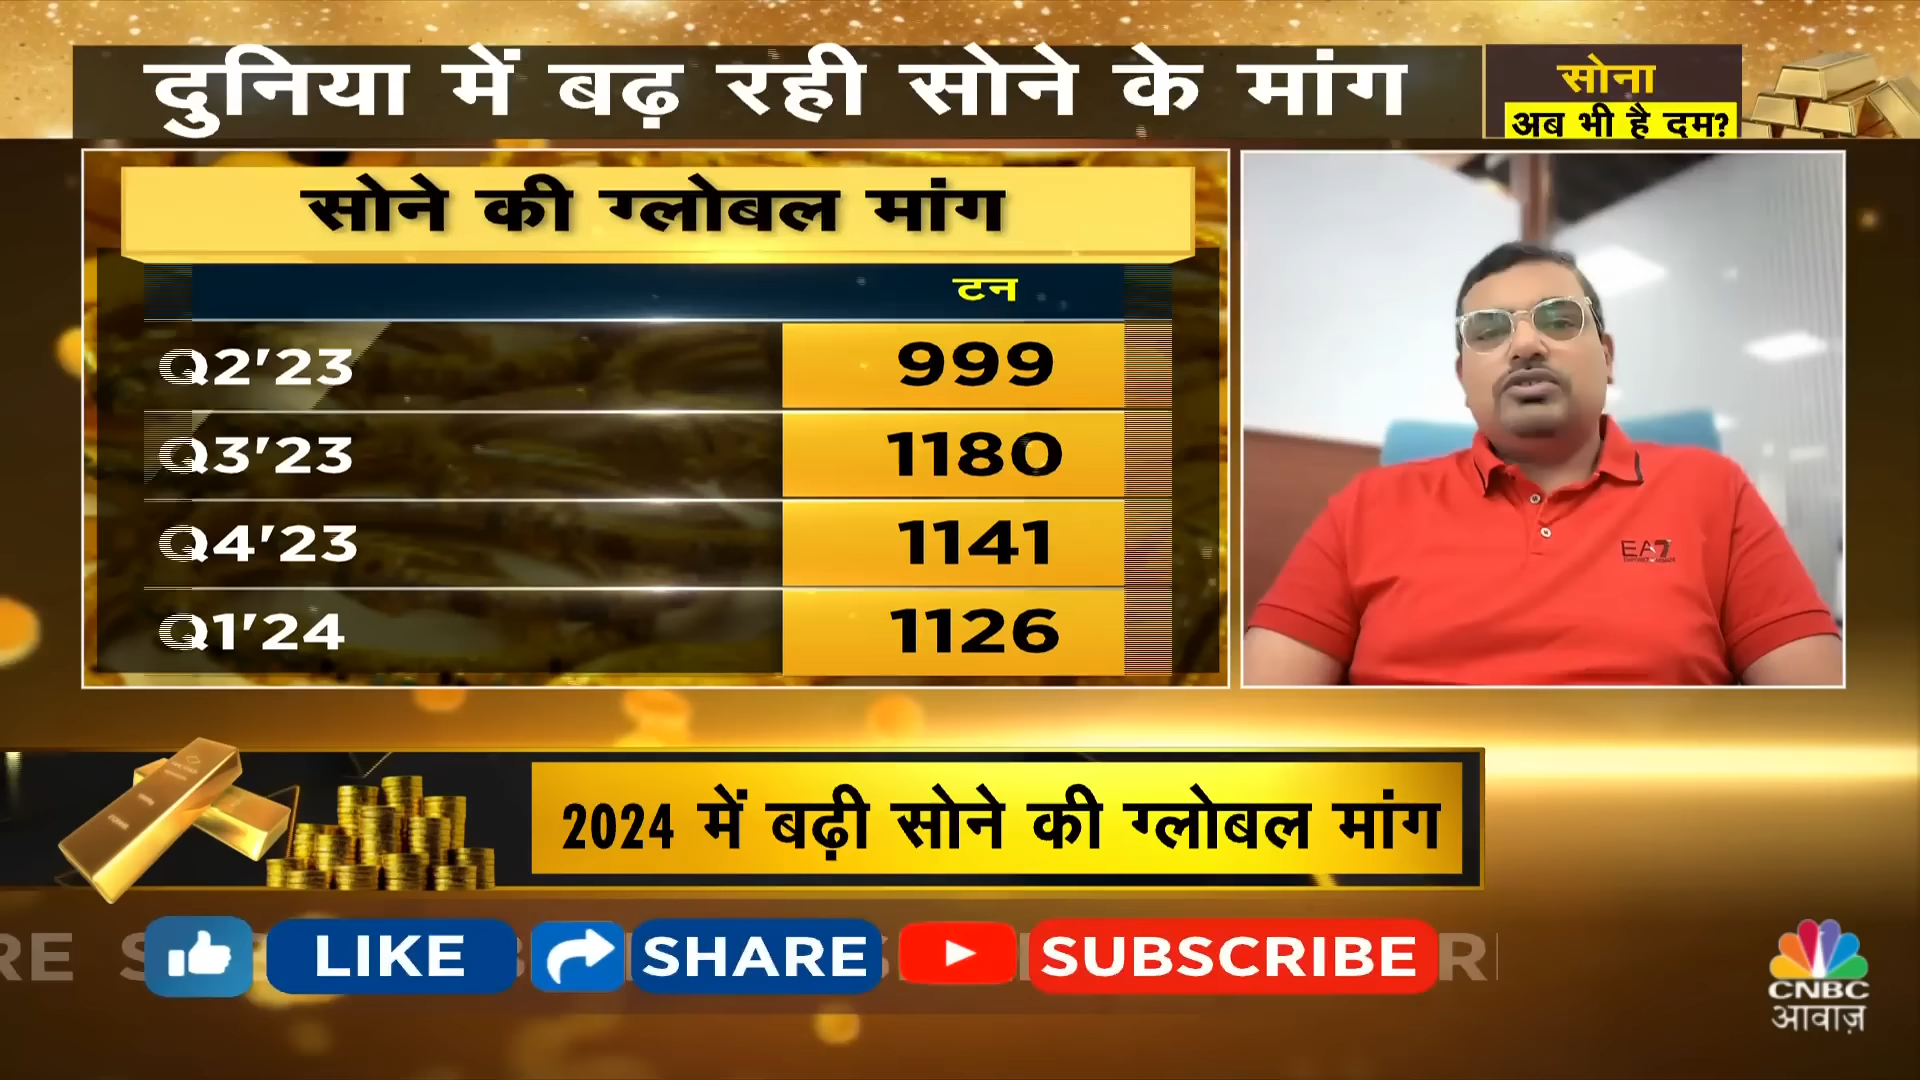 दुनिया में बढ़ रही सोने के मांग
सोना
अब भी है दम?
सोने की ग्लोबल मांग
टन
Q2'23 999
Q3'23 1180
Q4'23 1141
Q1'24 1126
EA7
2024 में बढ़ी सोने की ग्लोबल मांग
LIKE SHARE SUBSCRIBE
CNBC
आवाज़